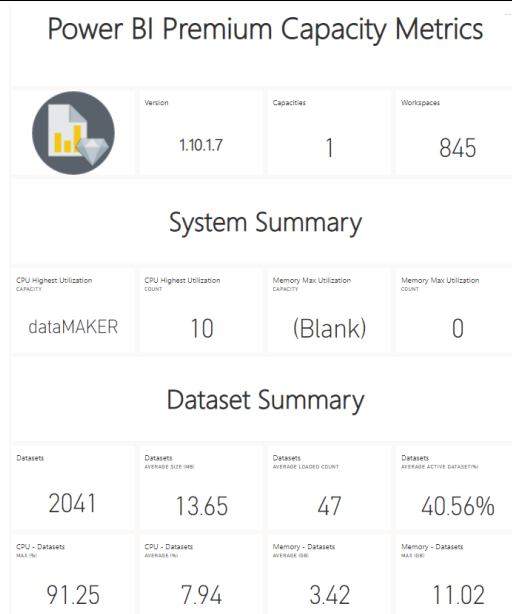 Power BI Premium Capacity Metrics
Version
1.10.1.7
Capacities
1
Workspaces
845
System Summary
CPU Highest Utilization
CAPACITY
dataMAKER
CPU Highest Utilization
COUNT
10
Memory Max Utilization
CAPACITY
(Blank)
Memory Max Utilization
COUNT
0
Dataset Summary
Datasets
2041
Datasets
AVERAGE SIZE (MB)
13.65
Datasets
AVERAGE LOADED COUNT
47
Datasets
AVERAGE ACTIVE DATASET(%)
40.56%
CPU - Datasets
MAX (%)
91.25
CPU - Datasets
AVERAGE (%)
7.94
Memory - Datasets
AVERAGE (GB)
3.42
Memory - Datasets
MAX (GB)
11.02